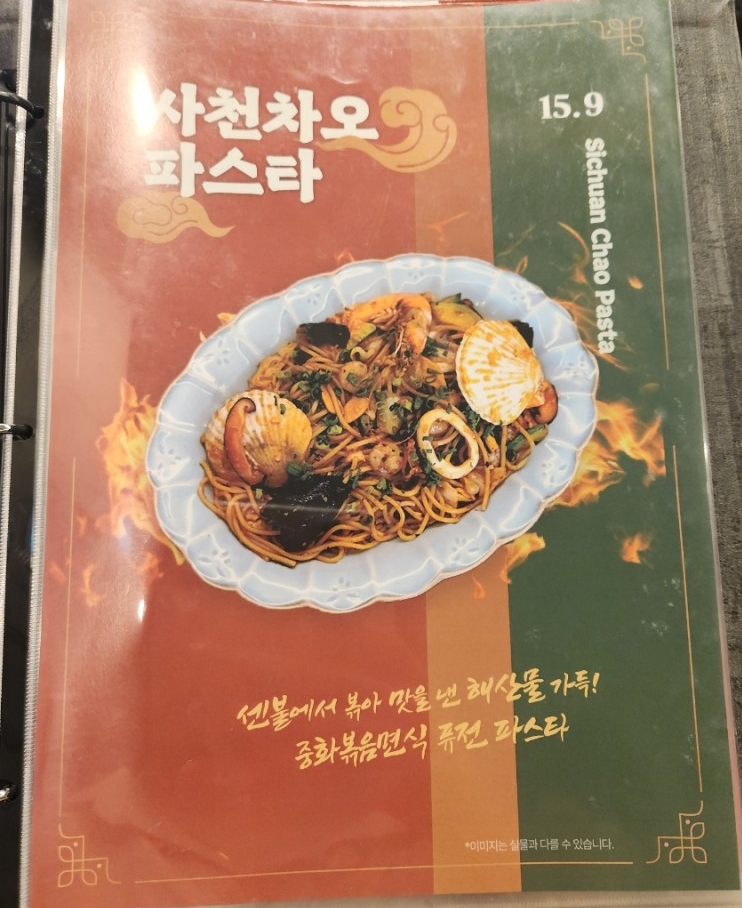 사천차오
파스타
15.9
Sichuan Chao Pasta
센불에서 볶아 맛을 낸 해산물 가득!
중화볶음면식 퓨전 파스타
*이미지는 실물과 다를 수 있습니다.